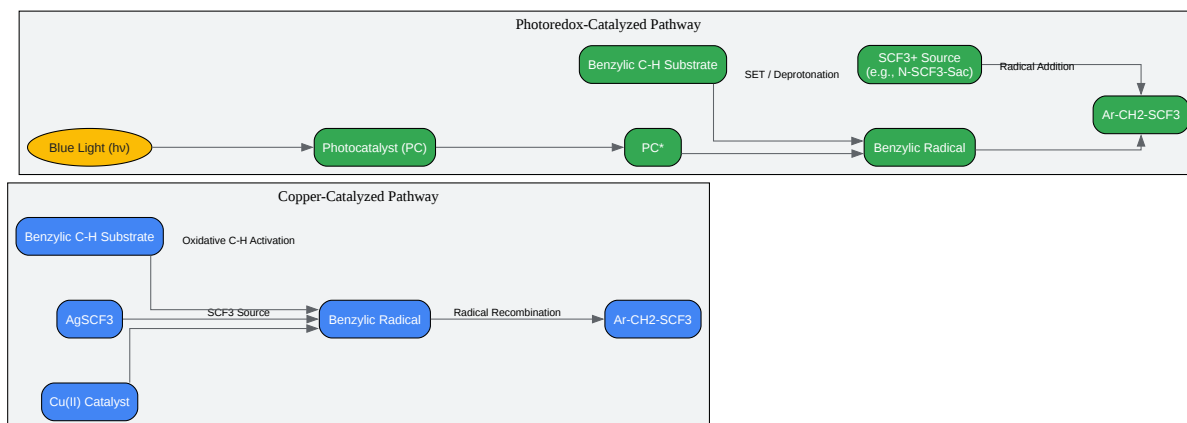 Photoredox-Catalyzed Pathway
Benzylic C-H Substrate
SET / Deprotonation
SCF3+ Source
(e.g., N-SCF3-Sac)
Radical Addition
Ar-CH2-SCF3
Blue Light (hν)
Photocatalyst (PC)
PC*
Benzylic Radical
Copper-Catalyzed Pathway
Benzylic C-H Substrate
Oxidative C-H Activation
AgSCF3
SCF3 Source
Benzylic Radical
Radical Recombination
Ar-CH2-SCF3
Cu(II) Catalyst